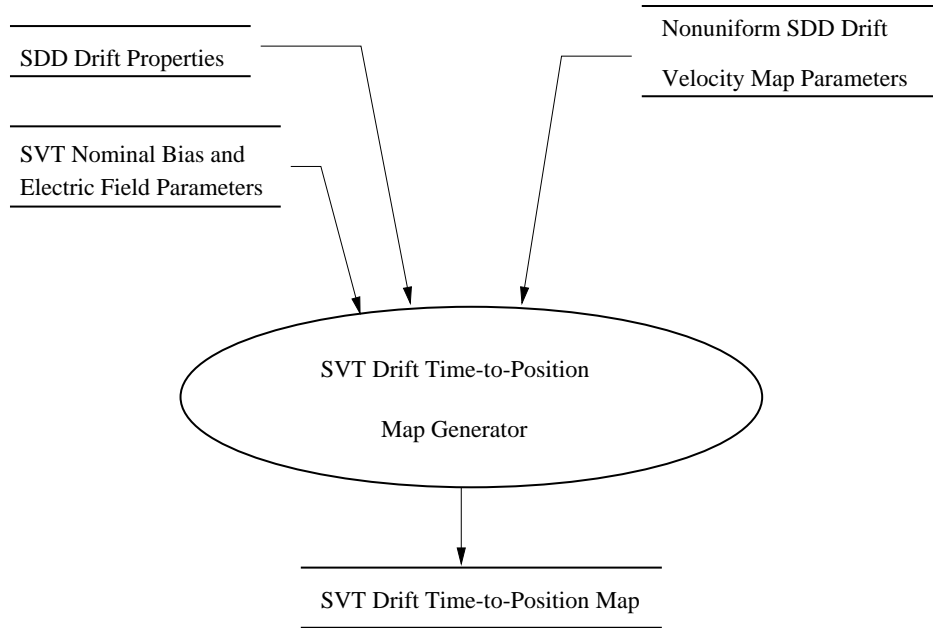 SDD Drift Properties
Nonuniform SDD Drift
Velocity Map Parameters
SVT Nominal Bias and
Electric Field Parameters
SVT Drift Time-to-Position
Map Generator
SVT Drift Time-to-Position Map